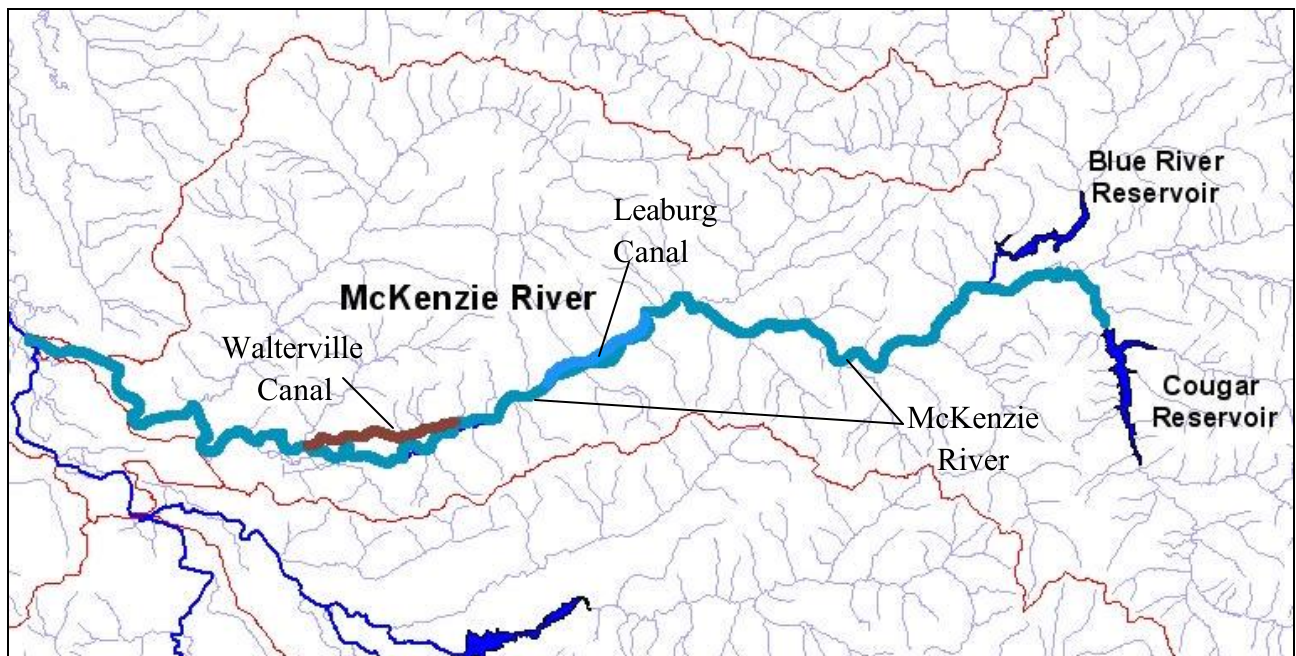 Blue River
Reservoir
Leaburg
Canal
McKenzie River
Walterville
Canal
Cougar
Reservoir
McKenzie
River